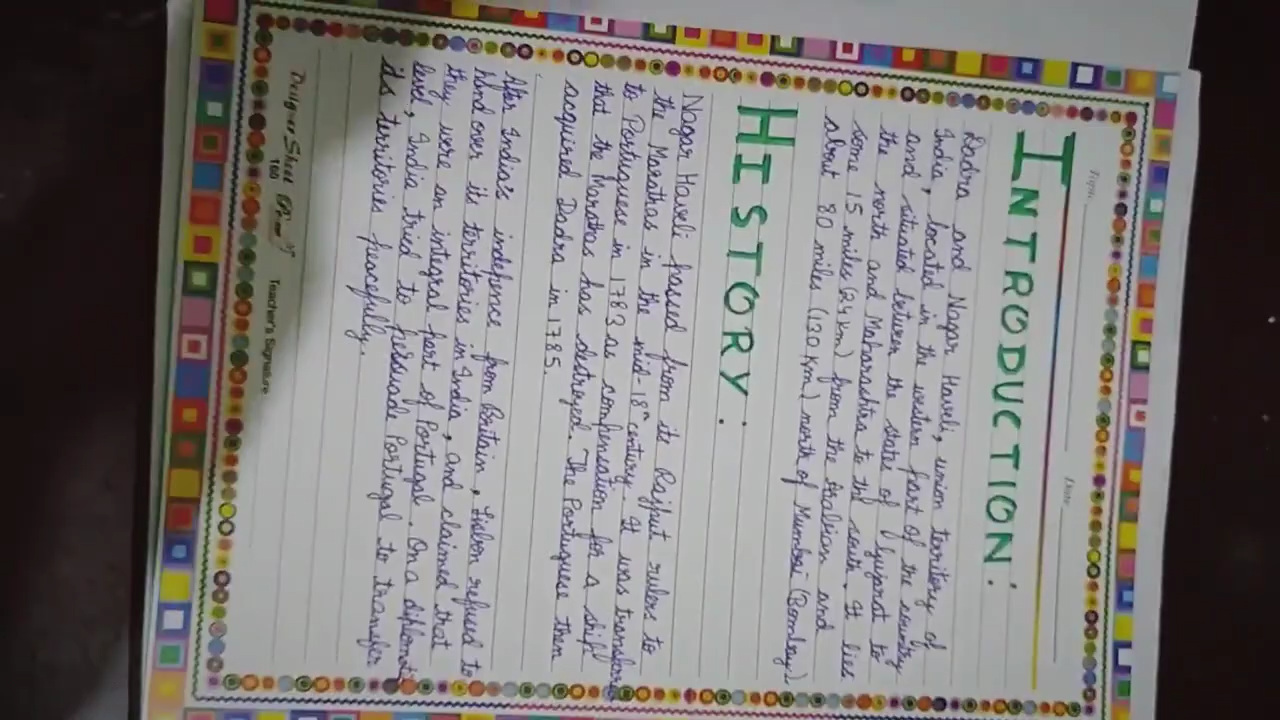 Topic
Date
INTRODUCTION:
Dadra and Nagar Haveli, union territory of
India, located in the western part of the country
and situated between the state of Gujarat to
the north and Maharashtra to the south. It lies
some 15 miles (24 km) from the and
about 80 miles (130 Km) north of Mumbai (Bombay)
HISTORY:
Nagar Haveli passed from its Rajput rulers to
the Marathas in the mid-18th century. It was transferr
to Portuguese in 1783 as compensation for a ship
that the Marathas has destroyed. The Portuguese then
acquired Dadra in 1785.
After India's indepence from Britain, Lisbon refused to
hand over its territories in India, and claimed that
they were an integral part of Portugal. On a diplomatic
level, India tried to persuade Portugal to transfer
its territories peacefully.
Designer Sheet
160
Teacher's Signature